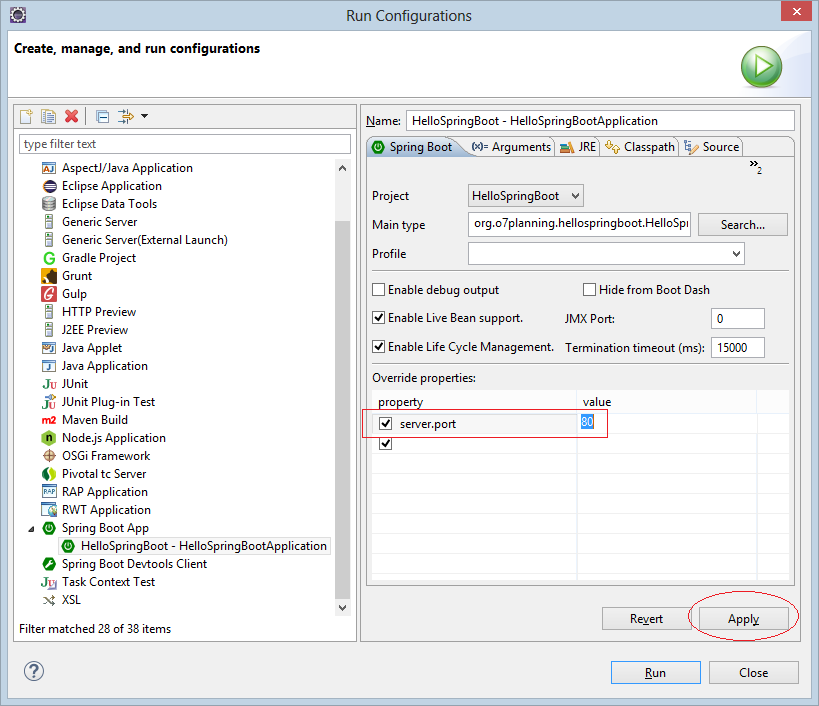 Run Configurations
Create, manage, and run configurations
type filter text
AspectJ/Java Application
Eclipse Application
Eclipse Data Tools
Generic Server
Generic Server(External Launch)
Gradle Project
Grunt
Gulp
HTTP Preview
J2EE Preview
Java Applet
Java Application
JUnit
JUnit Plug-in Test
Maven Build
Node.js Application
OSGi Framework
Pivotal tc Server
RAP Application
RWT Application
Spring Boot App
HelloSpringBoot - HelloSpringBootApplication
Spring Boot Devtools Client
Task Context Test
XSL
Filter matched 28 of 38 items
Name: HelloSpringBoot - HelloSpringBootApplication
Spring Boot (x)= Arguments JRE Classpath Source
»2
Project HelloSpringBoot
Main type org.o7planning.hellospringboot.HelloSpi Search...
Profile
Enable debug output Hide from Boot Dash
Enable Live Bean support. JMX Port: 0
Enable Life Cycle Management. Termination timeout (ms): 15000
Override properties:
property value
server.port 80
Revert Apply
? Run Close